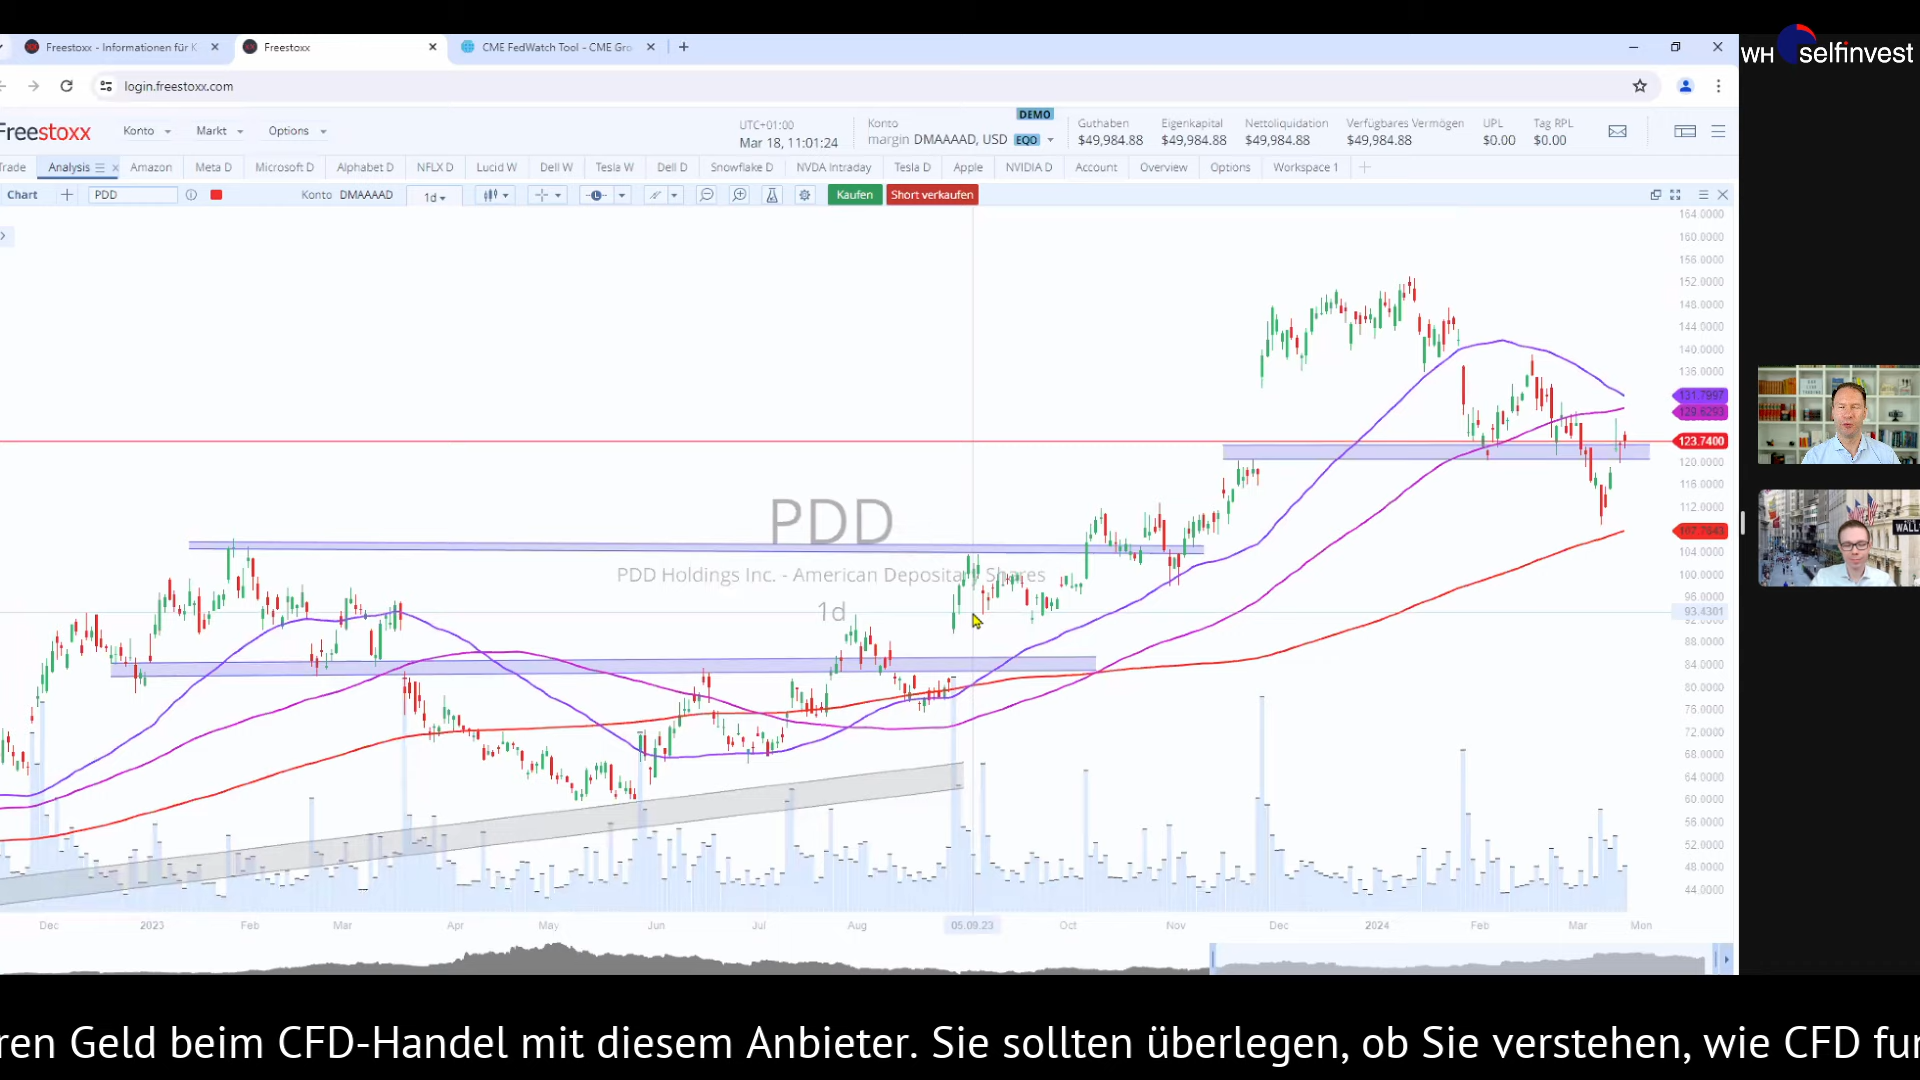 Freestoxx - Informationen für K
Freestoxx
CME FedWatch Tool - CME Gro
WH selfinvest
login.freestoxx.com
Freestoxx
Konto
Markt
Options
UTC+01:00
Mar 18, 11:01:24
DEMO
Konto
margin DMAAAAD, USD EQO
Guthaben
$49,984.88
Eigenkapital
$49,984.88
Nettoliquidation
$49,984.88
Verfügbares Vermögen
$49,984.88
UPL
$0.00
Tag RPL
$0.00
Trade Analysis Amazon Meta D Microsoft D Alphabet D NFLX D Lucid W Dell W Tesla W Dell D Snowflake D NVDA Intraday Tesla D Apple NVIDIA D Account Overview Options Workspace 1
Chart PDD Konto DMAAAAD 1d Kaufen Short verkaufen
164.0000
160.0000
156.0000
152.0000
148.0000
144.0000
140.0000
136.0000
131.7997
129.6293
123.7400
120.0000
116.0000
112.0000
107.7643
104.0000
100.0000
96.0000
93.4301
88.0000
84.0000
80.0000
76.0000
72.0000
68.0000
64.0000
60.0000
56.0000
52.0000
48.0000
44.0000
PDD
PDD Holdings Inc. - American Depositary Shares
1d
WALL
Dec 2023 Feb Mar Apr May Jun Jul Aug 05.09.23 Oct Nov Dec 2024 Feb Mar Mon
ren Geld beim CFD-Handel mit diesem Anbieter. Sie sollten überlegen, ob Sie verstehen, wie CFD fun